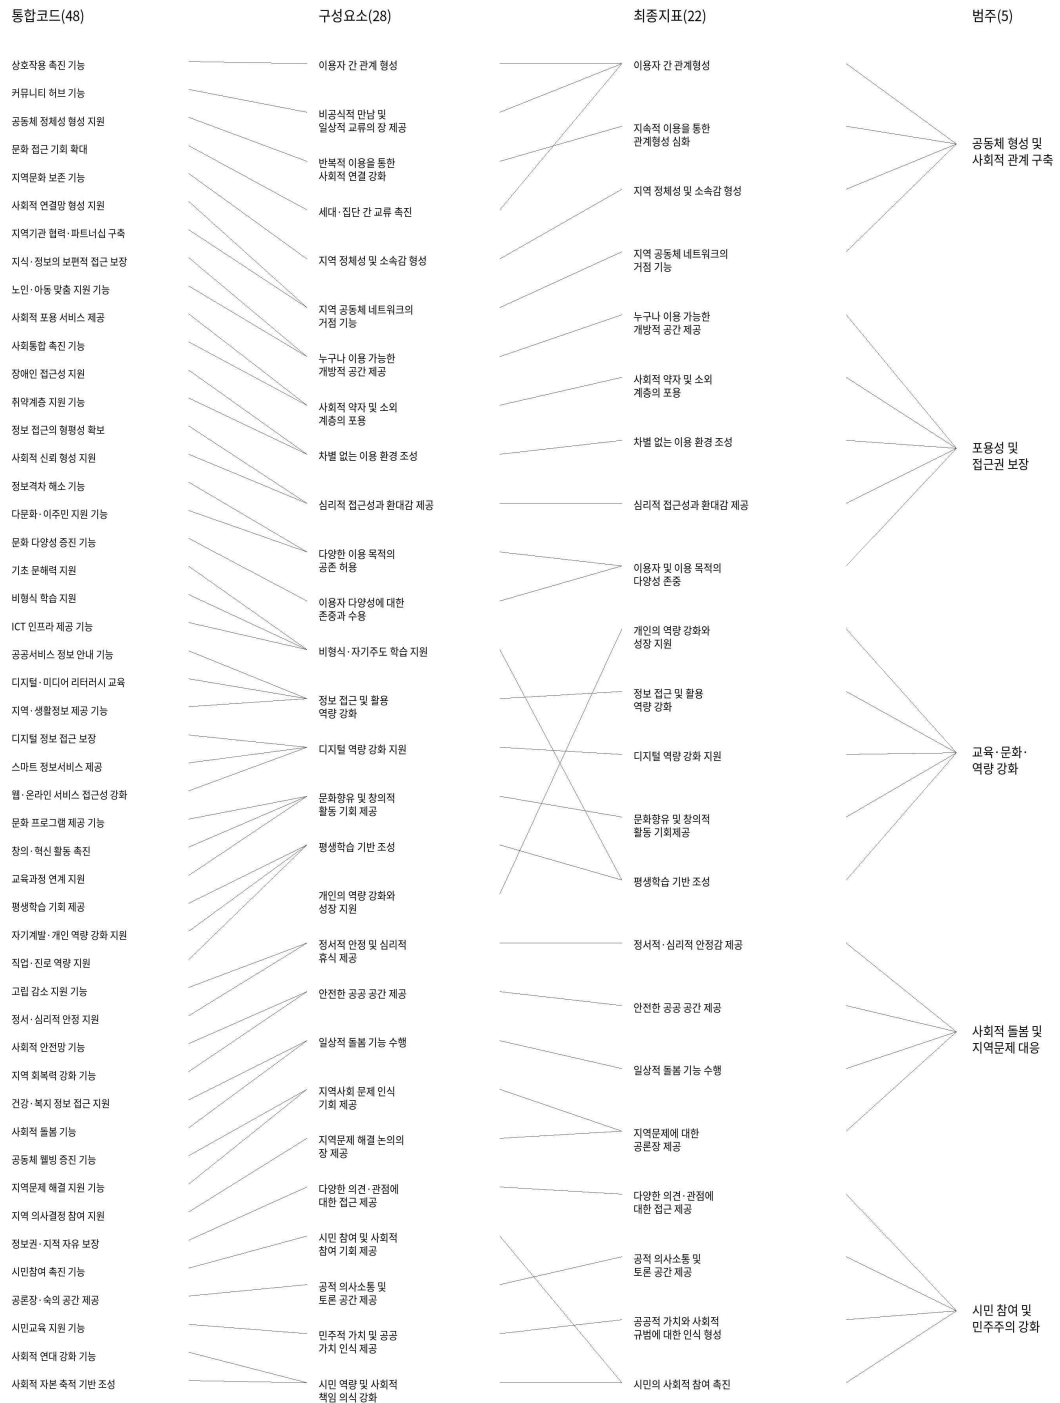 통합코드(48)
상호작용 촉진 기능
커뮤니티 허브 기능
공동체 정체성 형성 지원
문화 접근 기회 확대
지역문화 보존 기능
사회적 연결망 형성 지원
지역기관 협력·파트너십 구축
지식·정보의 보편적 접근 보장
노인·아동 맞춤 지원 기능
사회적 포용 서비스 제공
사회통합 촉진 기능
장애인 접근성 지원
취약계층 지원 기능
정보 접근의 형평성 확보
사회적 신뢰 형성 지원
정보격차 해소 기능
다문화·이주민 지원 기능
문화 다양성 증진 기능
기초 문해력 지원
비형식 학습 지원
ICT 인프라 제공 기능
공공서비스 정보 안내 기능
디지털·미디어 리터러시 교육
지역·생활정보 제공 기능
디지털 정보 접근 보장
스마트 정보서비스 제공
웹·온라인 서비스 접근성 강화
문화 프로그램 제공 기능
창의·혁신 활동 촉진
교육과정 연계 지원
평생학습 기회 제공
자기계발·개인 역량 강화 지원
직업·진로 역량 지원
고립 감소 지원 기능
정서·심리적 안정 지원
사회적 안전망 기능
지역 회복력 강화 기능
건강·복지 정보 접근 지원
사회적 돌봄 기능
공동체 웰빙 증진 기능
지역문제 해결 지원 기능
지역 의사결정 참여 지원
정보권·지적 자유 보장
시민참여 촉진 기능
공론장·숙의 공간 제공
시민교육 지원 기능
사회적 연대 강화 기능
사회적 자본 축적 기반 조성
구성요소(28)
이용자 간 관계 형성
비공식적 만남 및
일상적 교류의 장 제공
반복적 이용을 통한
사회적 연결 강화
세대·집단 간 교류 촉진
지역 정체성 및 소속감 형성
지역 공동체 네트워크의
거점 기능
누구나 이용 가능한
개방적 공간 제공
사회적 약자 및 소외
계층의 포용
차별 없는 이용 환경 조성
심리적 접근성과 환대감 제공
다양한 이용 목적의
공존 허용
이용자 다양성에 대한
존중과 수용
비형식·자기주도 학습 지원
정보 접근 및 활용
역량 강화
디지털 역량 강화 지원
문화향유 및 창의적
활동 기회 제공
평생학습 기반 조성
개인의 역량 강화와
성장 지원
정서적 안정 및 심리적
휴식 제공
안전한 공공 공간 제공
일상적 돌봄 기능 수행
지역사회 문제 인식
기회 제공
지역문제 해결 논의의
장 제공
다양한 의견·관점에
대한 접근 제공
시민 참여 및 사회적
참여 기회 제공
공적 의사소통 및
토론 공간 제공
민주적 가치 및 공공
가치 인식 제공
시민 역량 및 사회적
책임 의식 강화
최종지표(22)
이용자 간 관계형성
지속적 이용을 통한
관계형성 심화
지역 정체성 및 소속감 형성
지역 공동체 네트워크의
거점 기능
누구나 이용 가능한
개방적 공간 제공
사회적 약자 및 소외
계층의 포용
차별 없는 이용 환경 조성
심리적 접근성과 환대감 제공
이용자 및 이용 목적의
다양성 존중
개인의 역량 강화와
성장 지원
정보 접근 및 활용
역량 강화
디지털 역량 강화 지원
문화향유 및 창의적
활동 기회제공
평생학습 기반 조성
정서적·심리적 안정감 제공
안전한 공공 공간 제공
일상적 돌봄 기능 수행
지역문제에 대한
공론장 제공
다양한 의견·관점에
대한 접근 제공
공적 의사소통 및
토론 공간 제공
공공적 가치와 사회적
규범에 대한 인식 형성
시민의 사회적 참여 촉진
범주(5)
공동체 형성 및
사회적 관계 구축
포용성 및
접근권 보장
교육·문화·
역량 강화
사회적 돌봄 및
지역문제 대응
시민 참여 및
민주주의 강화